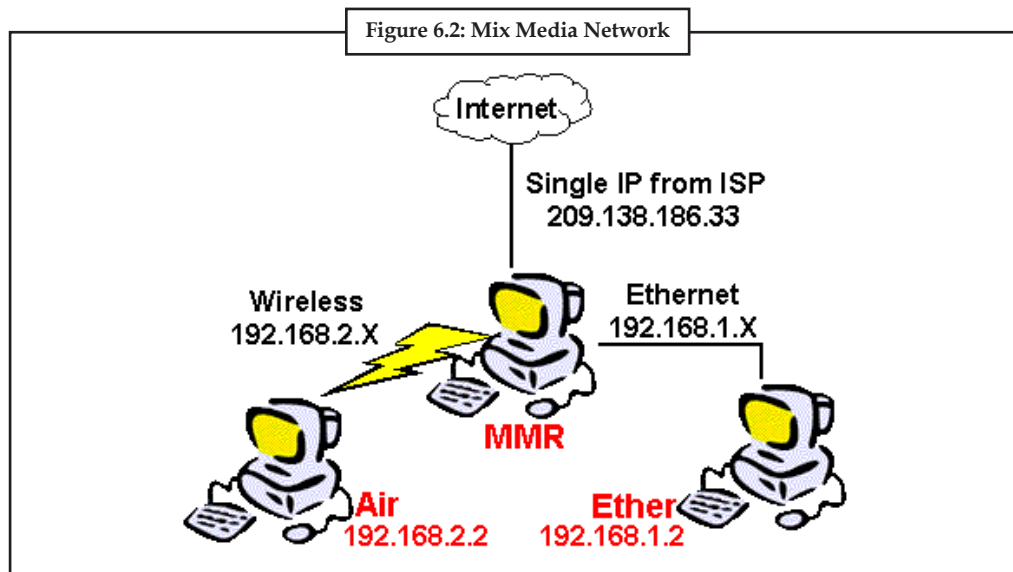 Figure 6.2: Mix Media Network
Internet
Single IP from ISP
209.138.186.33
Wireless
192.168.2.X
Ethernet
192.168.1.X
MMR
Air
192.168.2.2
Ether
192.168.1.2